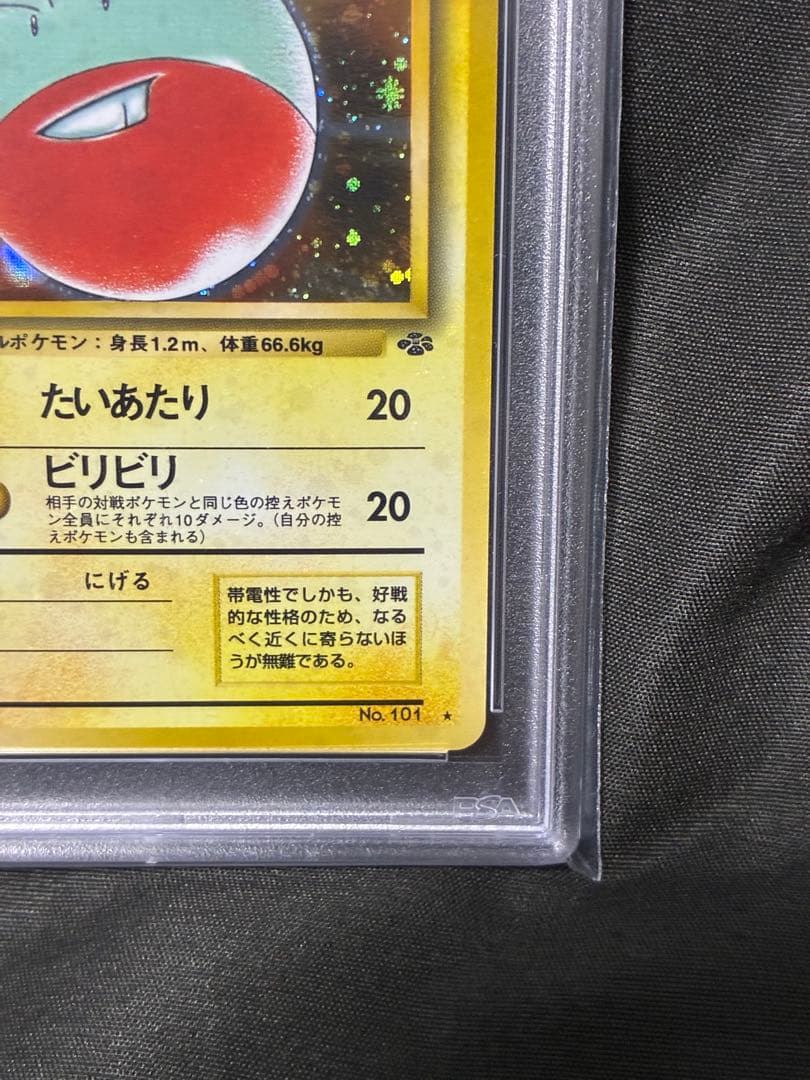 ルポケモン：身長1.2m、体重66.6kg
たいあたり 20
ビリビリ 20
相手の対戦ポケモンと同じ色の控えポケモ
ン全員にそれぞれ10ダメージ。（自分の控
えポケモンも含まれる）
にげる
帯電性でしかも、好戦
的な性格のため、なる
べく近くに寄らないほ
うが無難である。
No. 101 ★
PSA